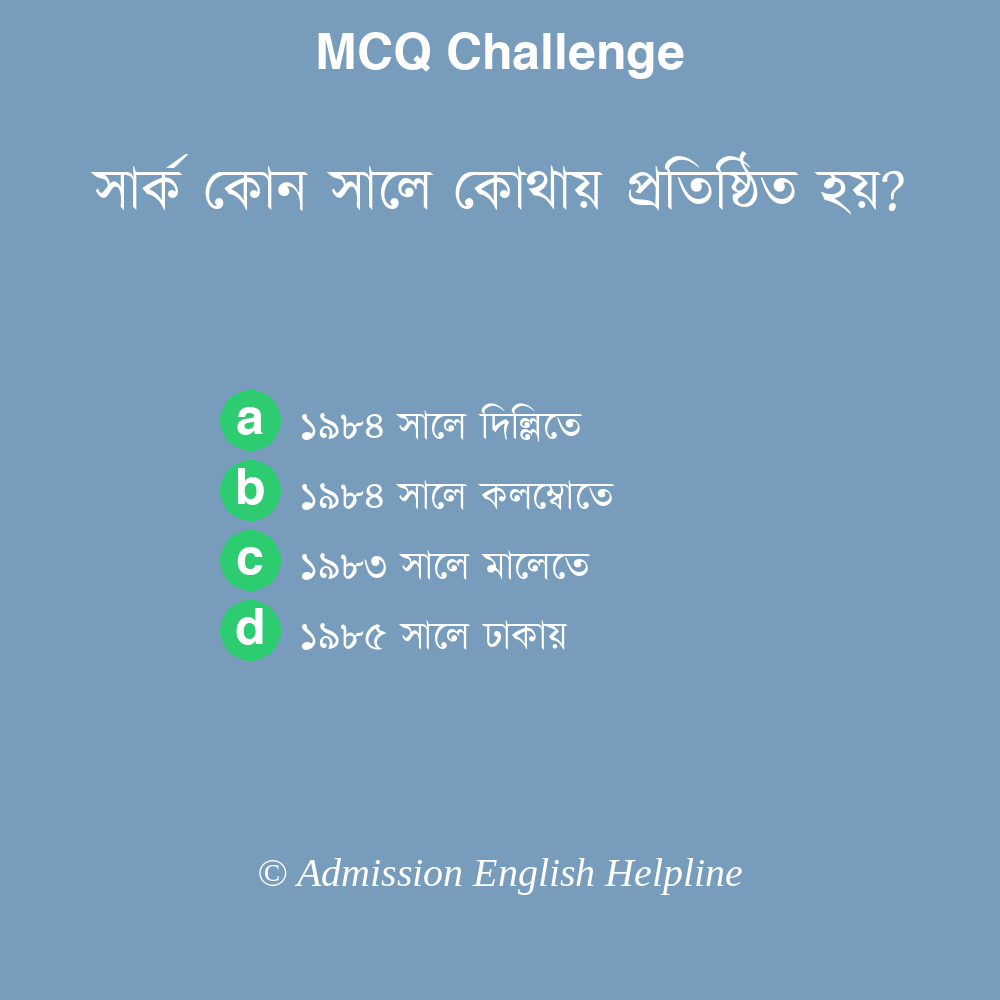 MCQ Challenge
সার্ক কোন সালে কোথায় প্রতিষ্ঠিত হয়?
a ১৯৮৪ সালে দিল্লিতে
b ১৯৮৪ সালে কলম্বোতে
c ১৯৮৩ সালে মালেতে
d ১৯৮৫ সালে ঢাকায়
© Admission English Helpline